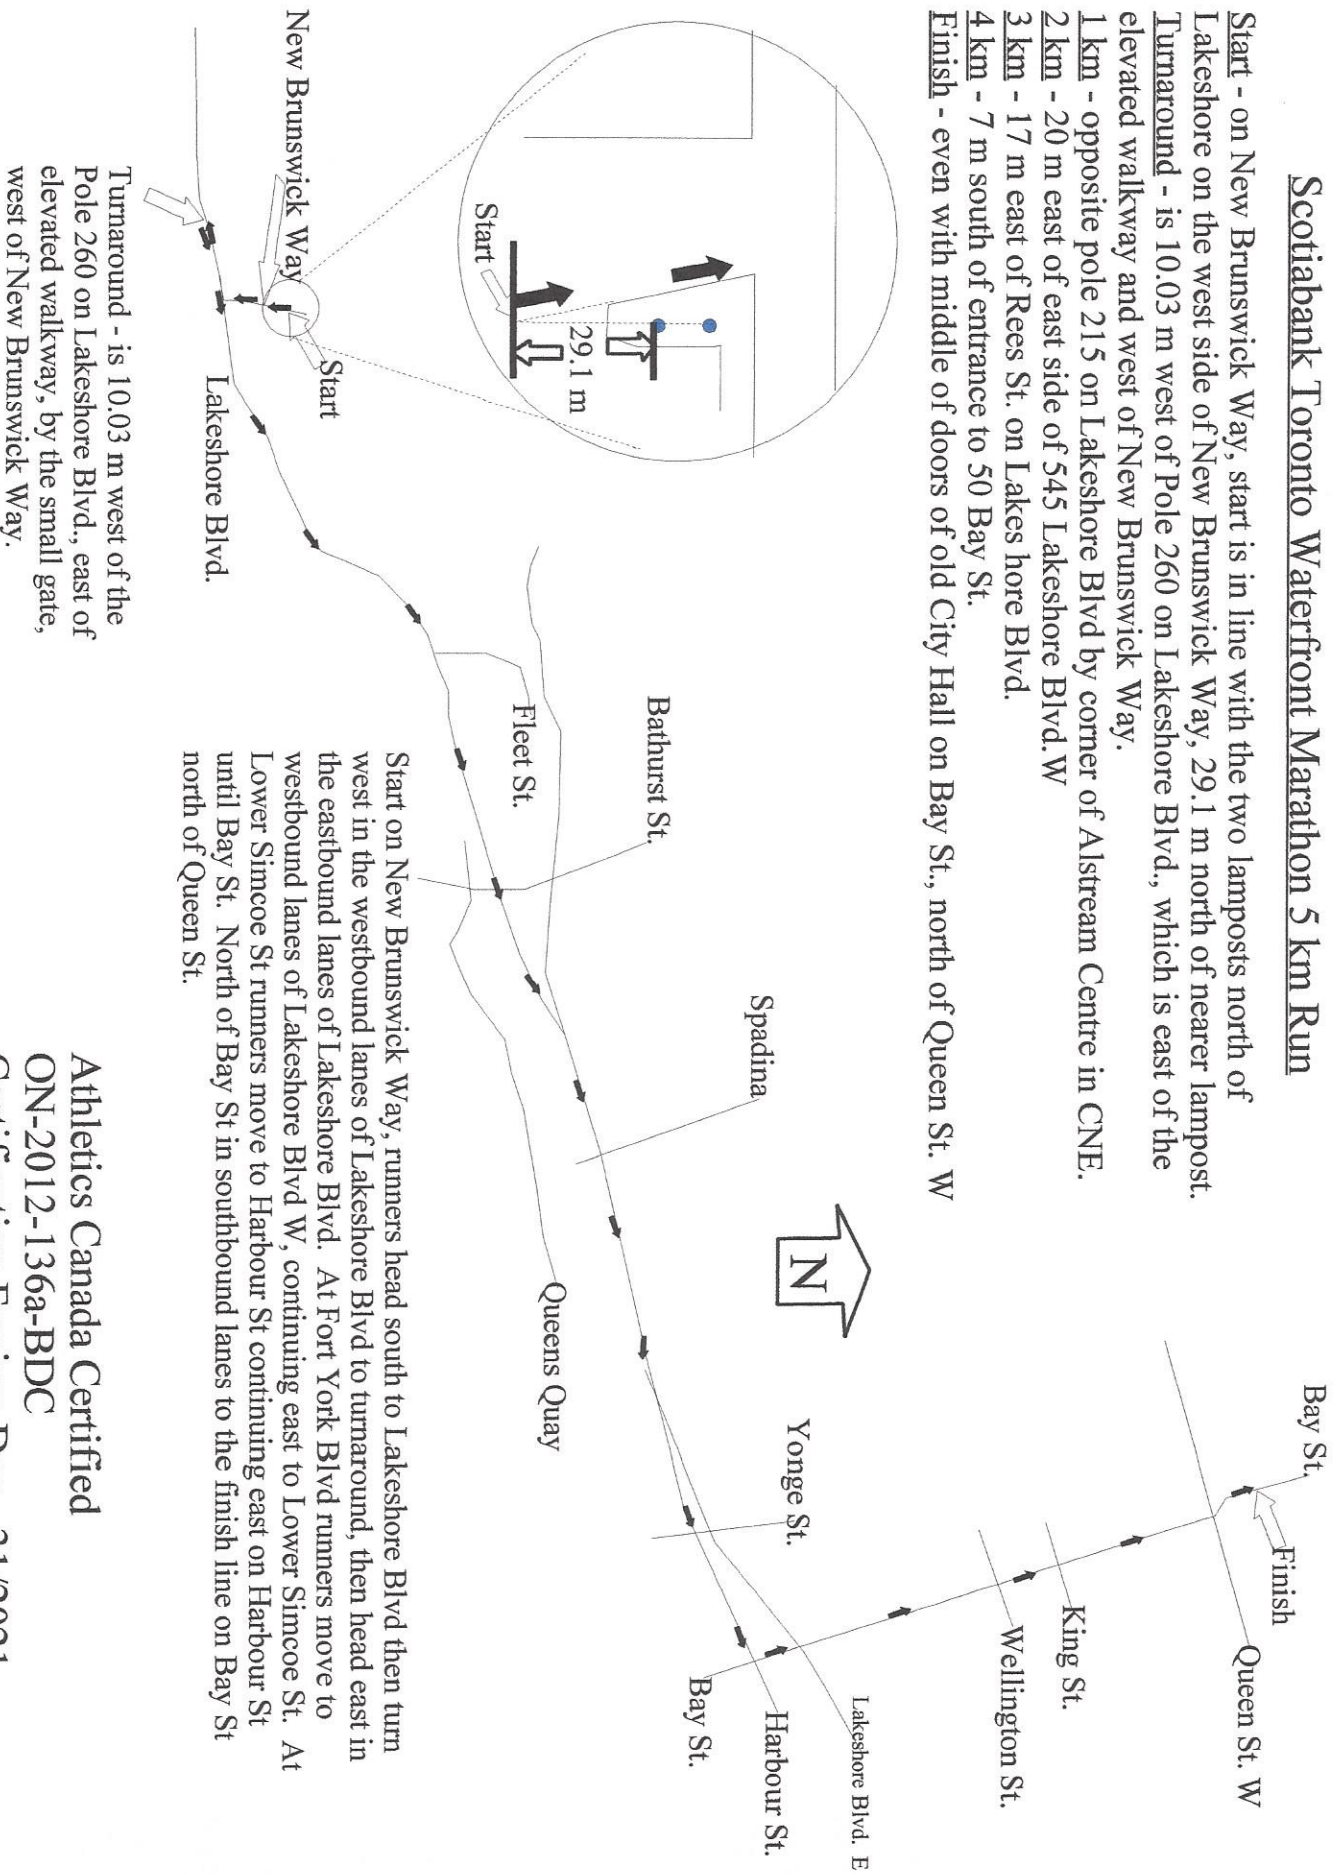 Scotiabank Toronto Waterfront Marathon 5 km Run
Start - on New Brunswick Way, start is in line with the two lamposts north of
Lakeshore on the west side of New Brunswick Way, 29.1 m north of nearer lampost.
Turnaround - is 10.03 m west of Pole 260 on Lakeshore Blvd., which is east of the
elevated walkway and west of New Brunswick Way.
1 km - opposite pole 215 on Lakeshore Blvd by corner of Alstream Centre in CNE.
2 km - 20 m east of east side of 545 Lakeshore Blvd.W
3 km - 17 m east of Rees St. on Lakes hore Blvd.
4 km - 7 m south of entrance to 50 Bay St.
Finish - even with middle of doors of old City Hall on Bay St., north of Queen St. W
Bay St.
Finish
Queen St. W
King St.
Wellington St.
Lakeshore Blvd. E
Harbour St.
Bay St.
Yonge St.
N
Spadina
Bathurst St.
Fleet St.
Queens Quay
Start
29.1 m
New Brunswick Way
Start
Lakeshore Blvd.
Turnaround - is 10.03 m west of the
Pole 260 on Lakeshore Blvd., east of
elevated walkway, by the small gate,
west of New Brunswick Way.
Start on New Brunswick Way, runners head south to Lakeshore Blvd then turn
west in the westbound lanes of Lakeshore Blvd to turnaround, then head east in
the eastbound lanes of Lakeshore Blvd. At Fort York Blvd runners move to
westbound lanes of Lakeshore Blvd W, continuing east to Lower Simcoe St. At
Lower Simcoe St runners move to Harbour St continuing east on Harbour St
until Bay St. North of Bay St in southbound lanes to the finish line on Bay St
north of Queen St.
Athletics Canada Certified
ON-2012-136a-BDC